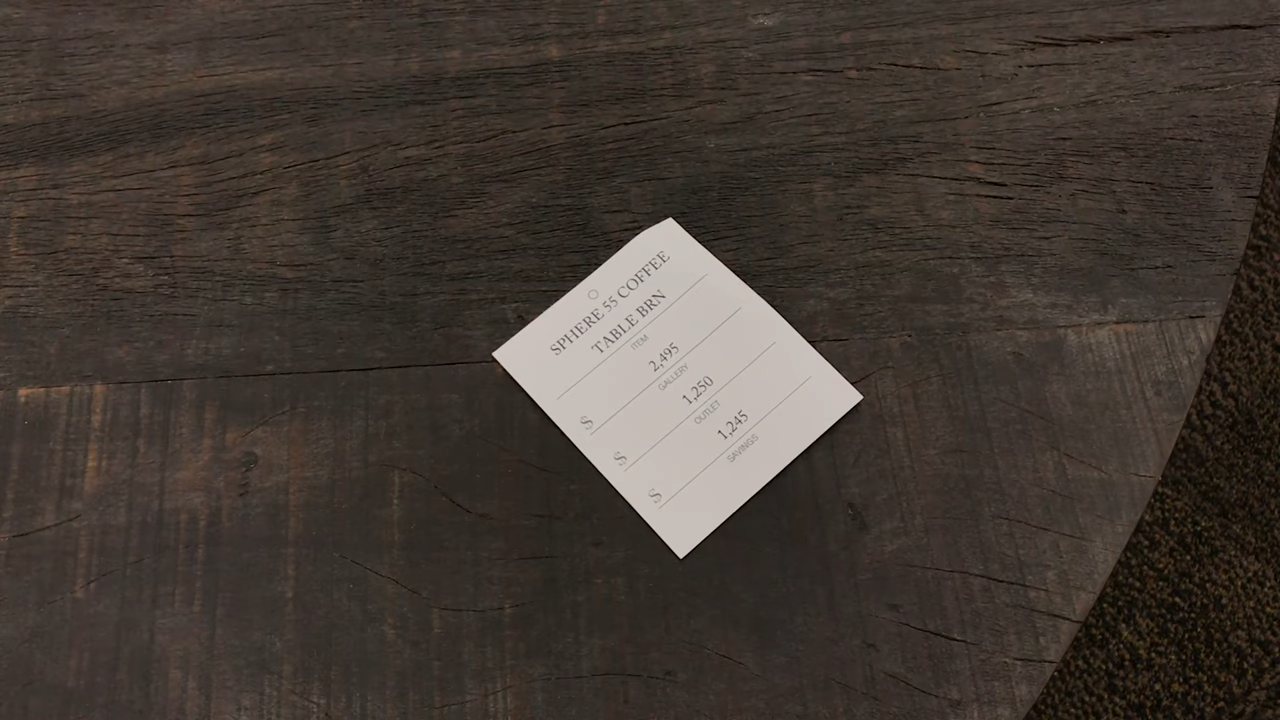 SPHERE 55 COFFEE
TABLE BRN
ITEM
$ 2,495
GALLERY
$ 1,250
OUTLET
$ 1,245
SAVINGS